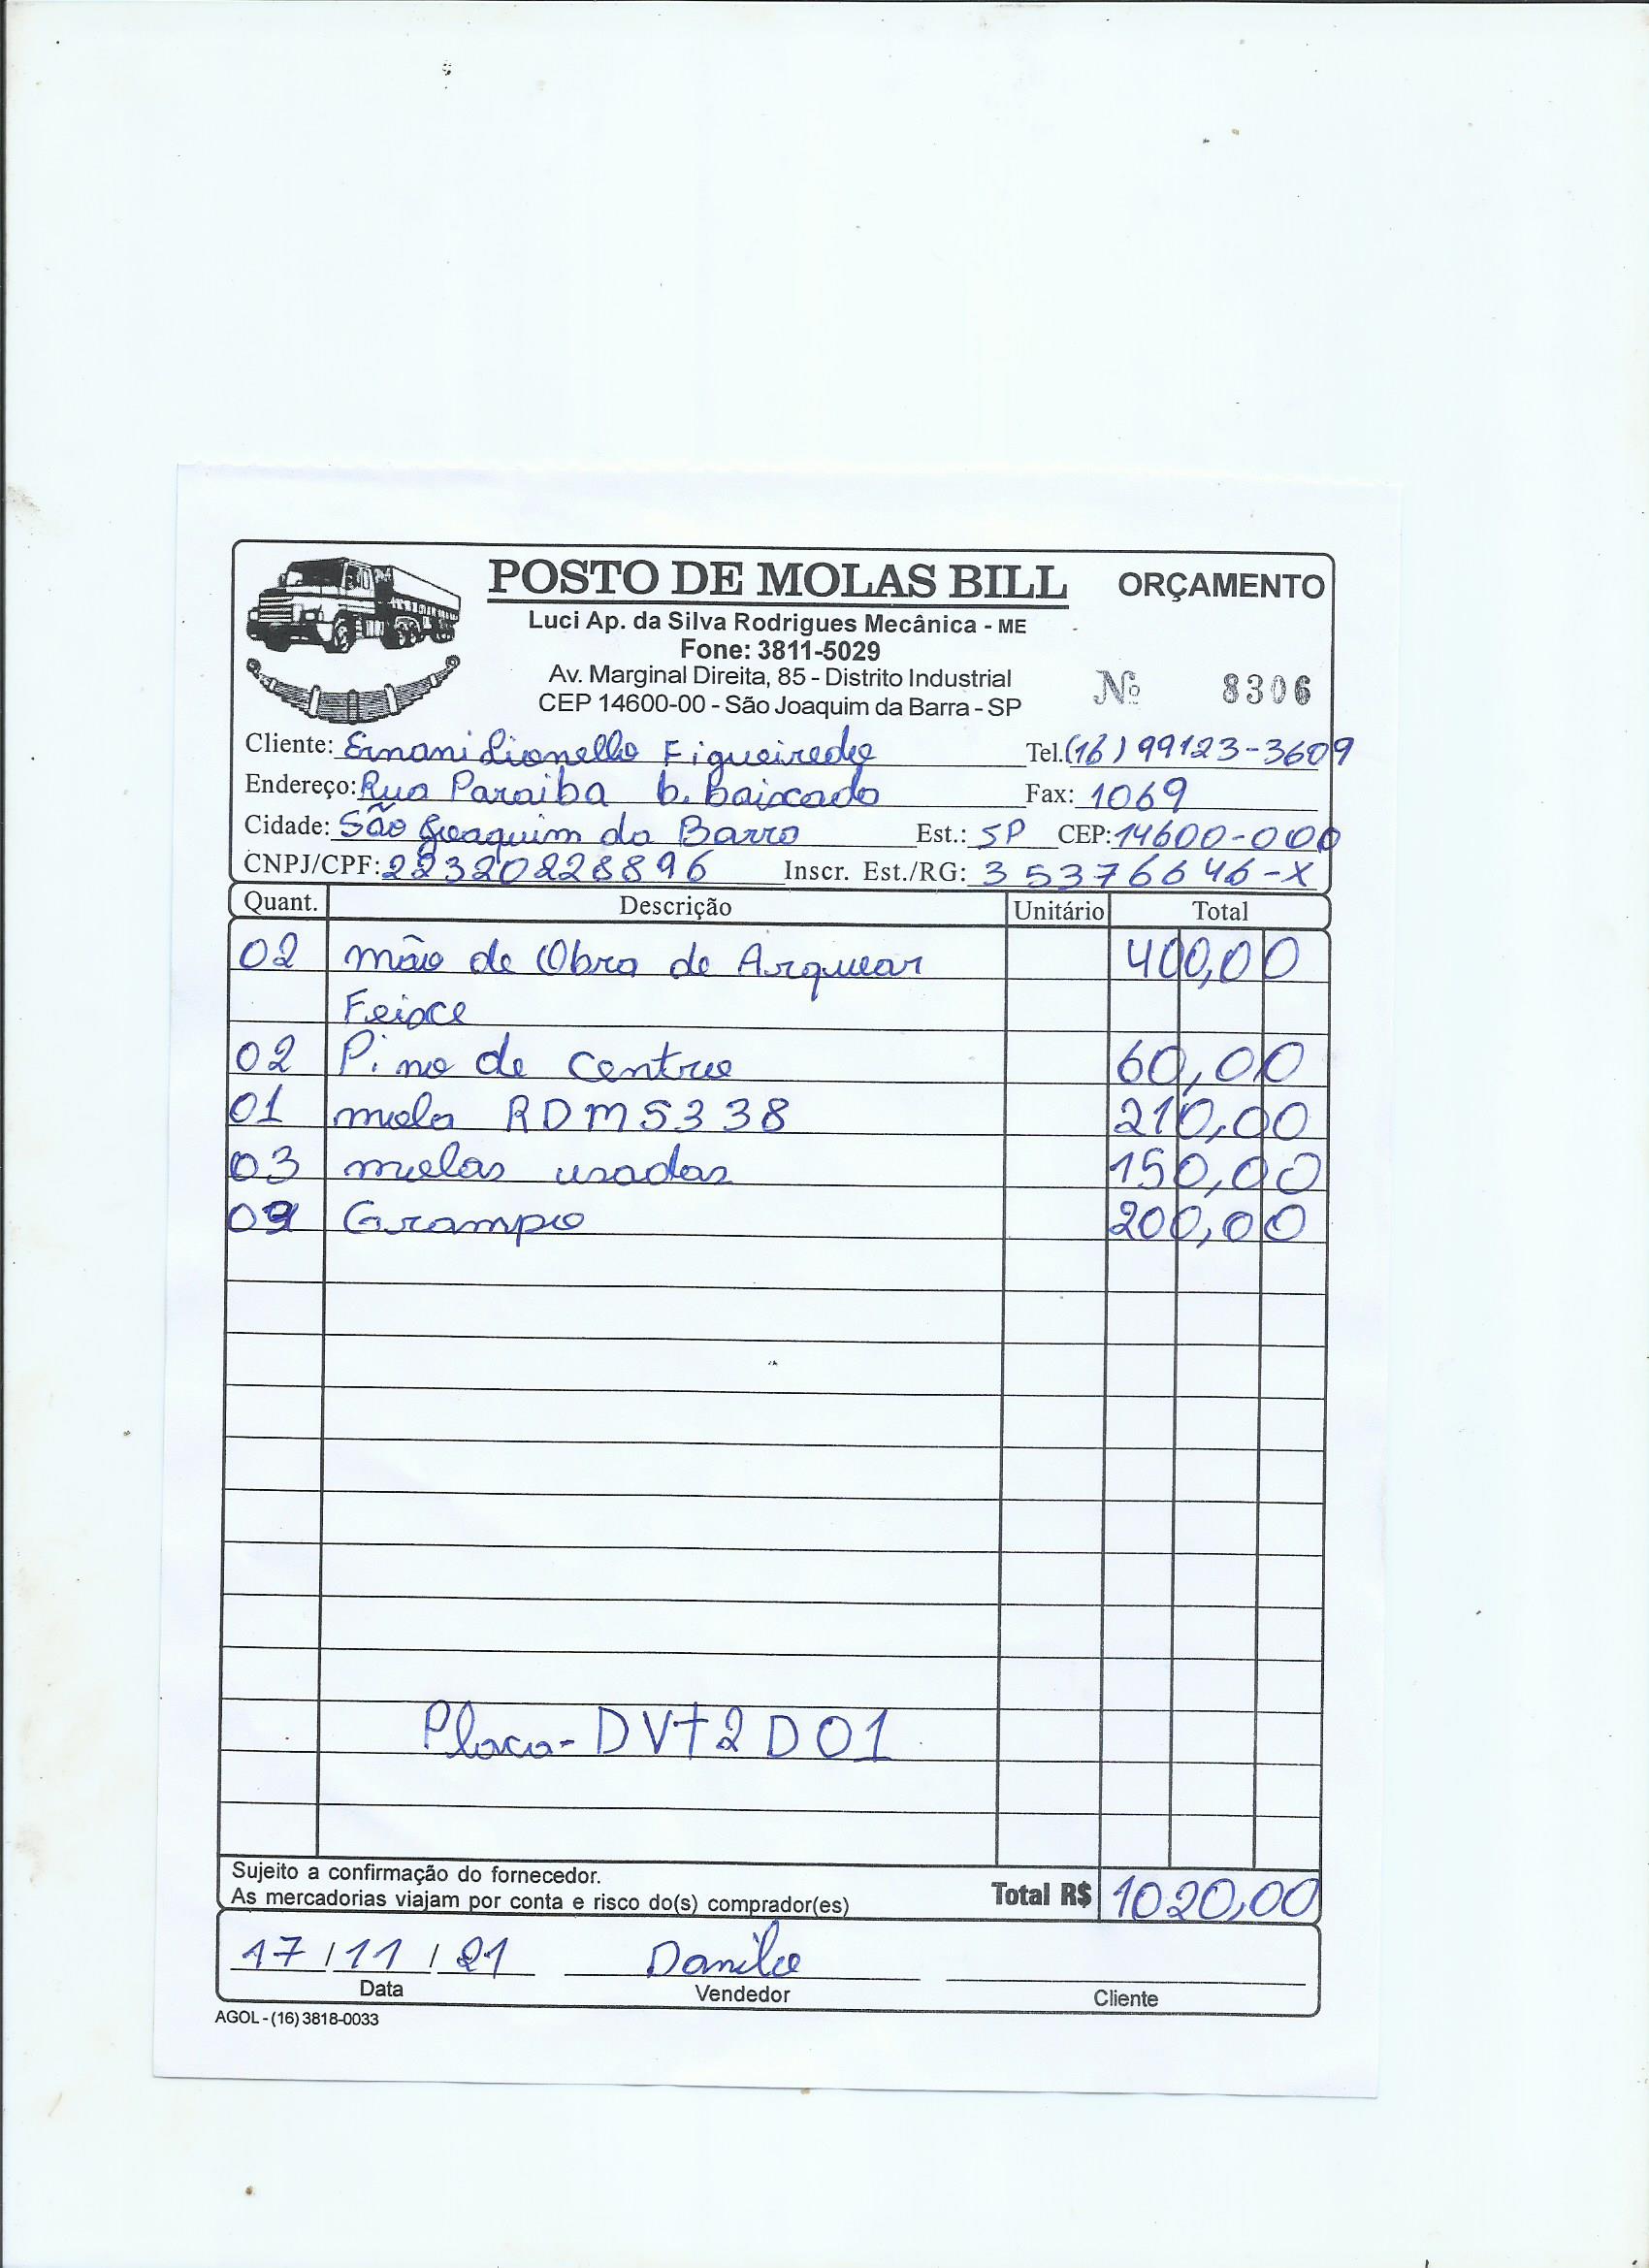 POSTO DE MOLAS BILL ORÇAMENTO
Luci Ap. da Silva Rodrigues Mecânica - ME
Fone: 3811-5029
Av. Marginal Direita, 85 - Distrito Industrial
CEP 14600-00 - São Joaquim da Barra - SP
Nº 8306
Cliente: Ernani Lionello Figueiredo Tel. (16) 99123-3609
Endereço: Rua Paraiba b. baixada Fax: 1069
Cidade: São Joaquim da Barra Est.: SP CEP: 14600-000
CNPJ/CPF: 22320228896 Inscr. Est./RG: 35376646-X
Quant. Descrição Unitário Total
02 mão de Obra de Arquear 400,00
Feixe
02 Pino de centro 60,00
01 mola RDM5338 210,00
03 molas usadas 150,00
Grampo 200,00
Placa - DVT2D01
Sujeito a confirmação do fornecedor.
As mercadorias viajam por conta e risco do(s) comprador(es) Total R$ 1020,00
17/11/21 Danilo
Data Vendedor Cliente
AGOL - (16) 3818-0033